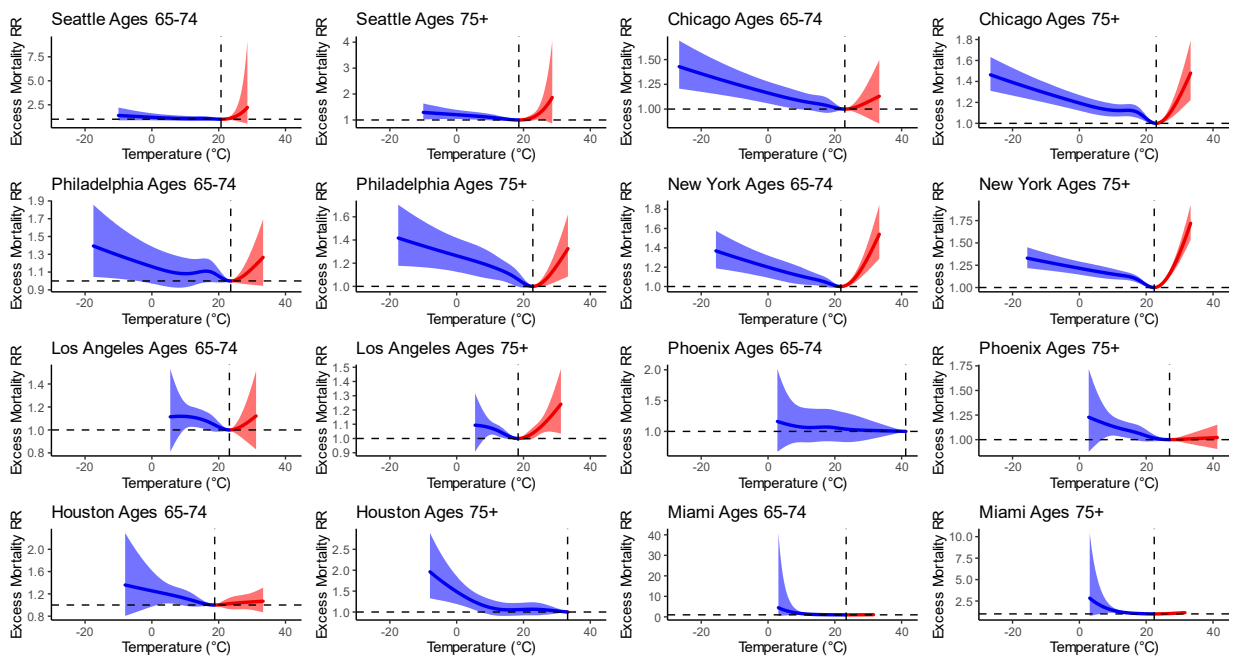 Seattle Ages 65-74
Excess Mortality RR
7.5
5.0
2.5
-20 0 20 40
Temperature (°C)
Seattle Ages 75+
Excess Mortality RR
4
3
2
1
-20 0 20 40
Temperature (°C)
Chicago Ages 65-74
Excess Mortality RR
1.50
1.25
1.00
-20 0 20 40
Temperature (°C)
Chicago Ages 75+
Excess Mortality RR
1.8
1.6
1.4
1.2
1.0
-20 0 20 40
Temperature (°C)
Philadelphia Ages 65-74
Excess Mortality RR
1.9
1.7
1.5
1.3
1.1
0.9
-20 0 20 40
Temperature (°C)
Philadelphia Ages 75+
Excess Mortality RR
1.6
1.4
1.2
1.0
-20 0 20 40
Temperature (°C)
New York Ages 65-74
Excess Mortality RR
1.8
1.6
1.4
1.2
1.0
-20 0 20 40
Temperature (°C)
New York Ages 75+
Excess Mortality RR
1.75
1.50
1.25
1.00
-20 0 20 40
Temperature (°C)
Los Angeles Ages 65-74
Excess Mortality RR
1.4
1.2
1.0
0.8
-20 0 20 40
Temperature (°C)
Los Angeles Ages 75+
Excess Mortality RR
1.5
1.4
1.3
1.2
1.1
1.0
0.9
-20 0 20 40
Temperature (°C)
Phoenix Ages 65-74
Excess Mortality RR
2.0
1.5
1.0
-20 0 20 40
Temperature (°C)
Phoenix Ages 75+
Excess Mortality RR
1.75
1.50
1.25
1.00
-20 0 20 40
Temperature (°C)
Houston Ages 65-74
Excess Mortality RR
2.0
1.6
1.2
0.8
-20 0 20 40
Temperature (°C)
Houston Ages 75+
Excess Mortality RR
2.5
2.0
1.5
1.0
-20 0 20 40
Temperature (°C)
Miami Ages 65-74
Excess Mortality RR
40
30
20
10
0
-20 0 20 40
Temperature (°C)
Miami Ages 75+
Excess Mortality RR
10.0
7.5
5.0
2.5
-20 0 20 40
Temperature (°C)